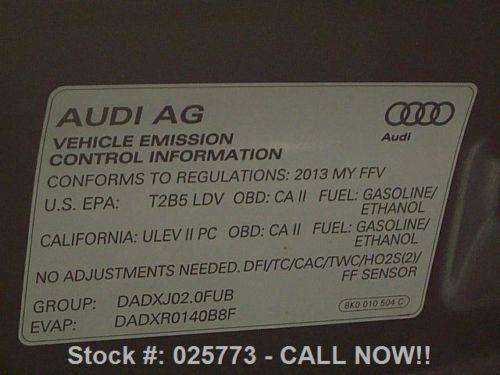 AUDI AG
Audi
VEHICLE EMISSION
CONTROL INFORMATION
CONFORMS TO REGULATIONS: 2013 MY FFV
U.S. EPA: T2B5 LDV OBD: CA II FUEL: GASOLINE/
ETHANOL
CALIFORNIA: ULEV II PC OBD: CA II FUEL: GASOLINE/
ETHANOL
NO ADJUSTMENTS NEEDED. DFI/TC/CAC/TWC/HO2S(2)/
FF SENSOR
GROUP: DADXJ02.0FUB
EVAP: DADXR0140B8F
8K0 010 504 C
Stock #: 025773 - CALL NOW!!